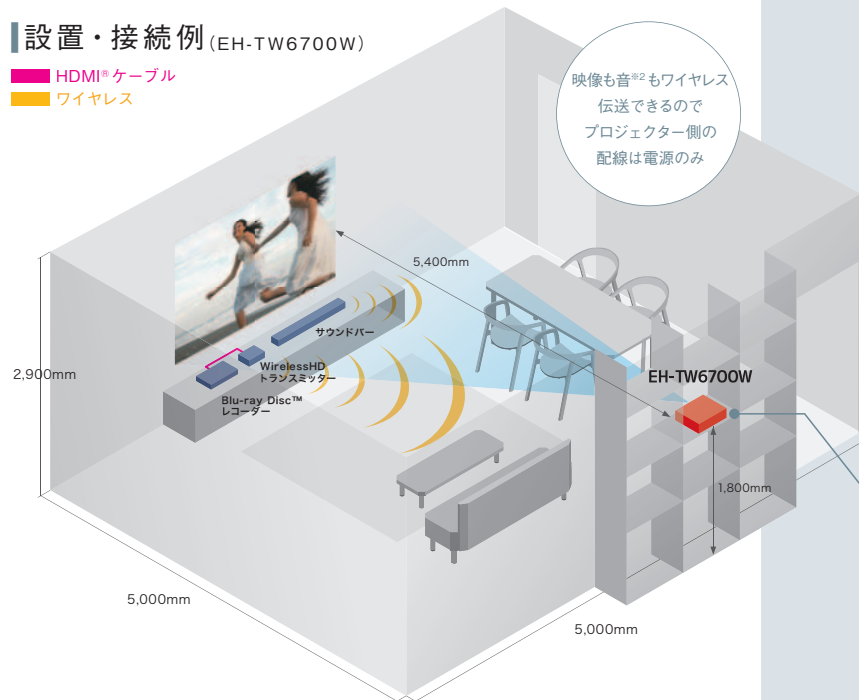 設置・接続例(EH-TW6700W)
HDMI®ケーブル
ワイヤレス
映像も音※2もワイヤレス
伝送できるので
プロジェクター側の
配線は電源のみ
5,400mm
サウンドバー
WirelessHD
トランスミッター
Blu-ray Disc™
レコーダー
2,900mm
EH-TW6700W
1,800mm
5,000mm
5,000mm